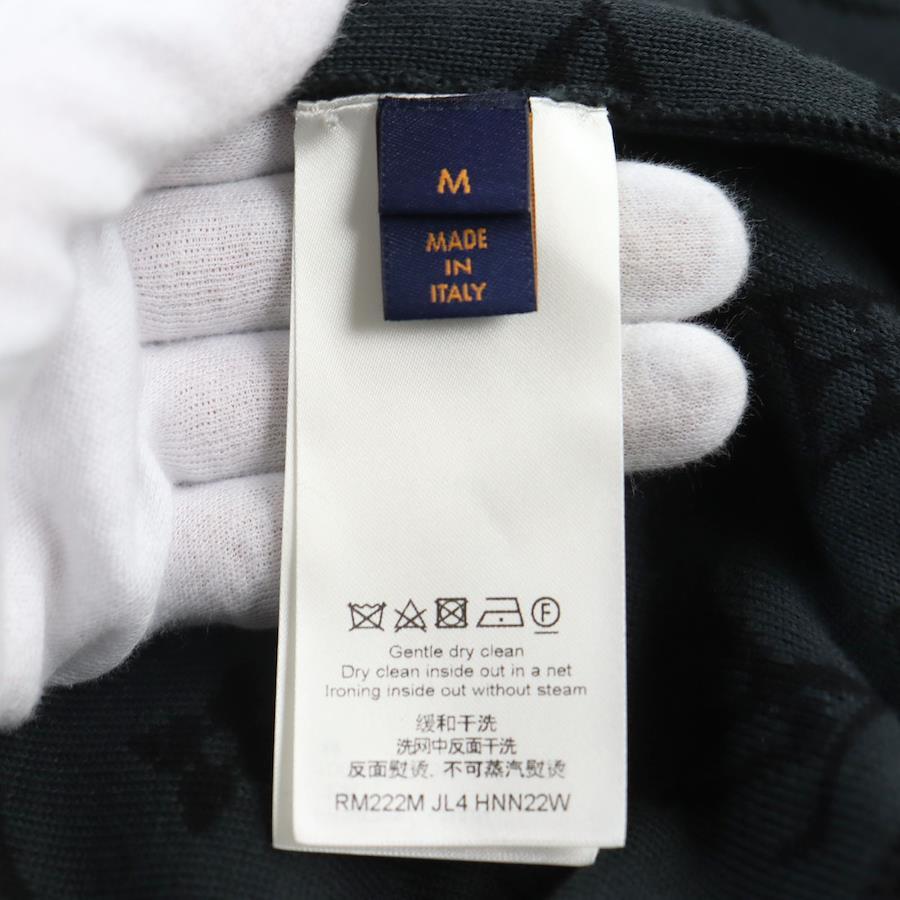 M
MADE
IN
ITALY
F
Gentle dry clean
Dry clean inside out in a net
Ironing inside out without steam
缓和干洗
洗网中反面干洗
反面熨烫, 不可蒸汽熨烫
RM222M JL4 HNN22W